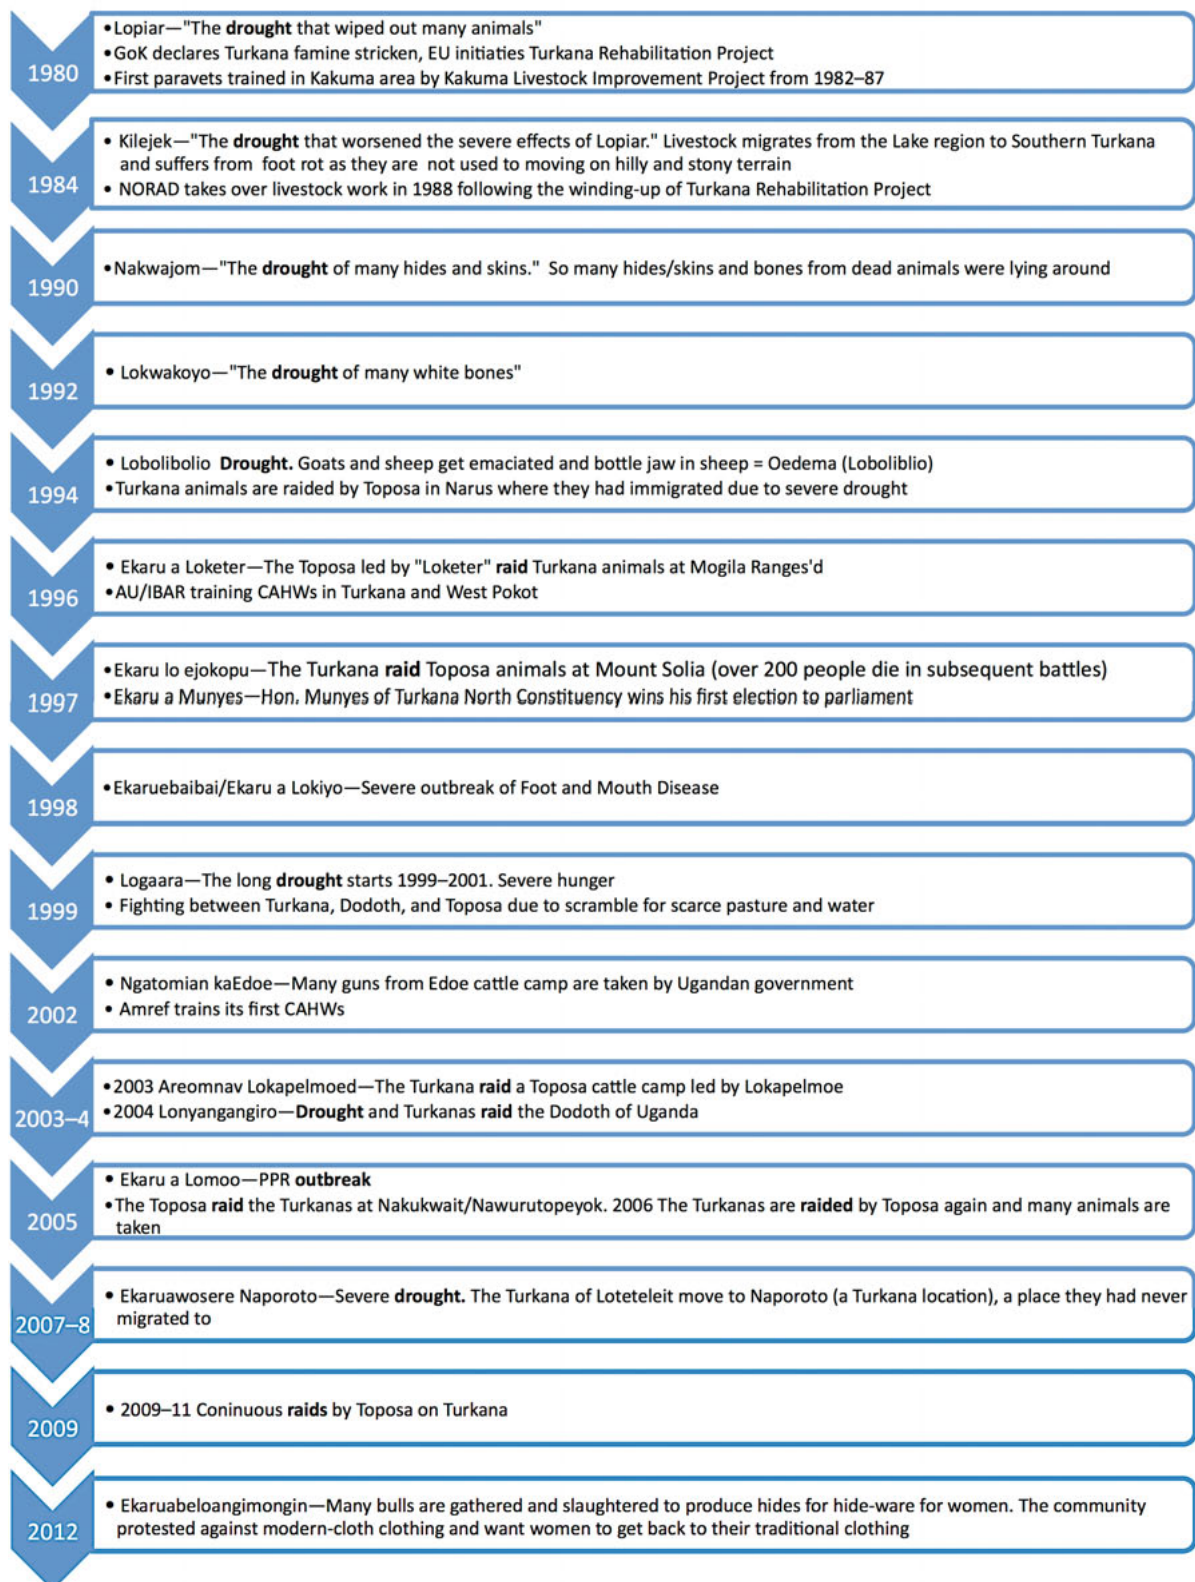 1980
•Lopiar—"The drought that wiped out many animals"
•GoK declares Turkana famine stricken, EU initiaties Turkana Rehabilitation Project
•First paravets trained in Kakuma area by Kakuma Livestock Improvement Project from 1982–87
1984
• Kilejek—"The drought that worsened the severe effects of Lopiar." Livestock migrates from the Lake region to Southern Turkana
and suffers from foot rot as they are not used to moving on hilly and stony terrain
• NORAD takes over livestock work in 1988 following the winding-up of Turkana Rehabilitation Project
1990
•Nakwajom—"The drought of many hides and skins." So many hides/skins and bones from dead animals were lying around
1992
• Lokwakoyo—"The drought of many white bones"
1994
• Lobolibolio Drought. Goats and sheep get emaciated and bottle jaw in sheep = Oedema (Loboliblio)
•Turkana animals are raided by Toposa in Narus where they had immigrated due to severe drought
1996
• Ekaru a Loketer—The Toposa led by "Loketer" raid Turkana animals at Mogila Ranges'd
•AU/IBAR training CAHWs in Turkana and West Pokot
1997
•Ekaru lo ejokopu—The Turkana raid Toposa animals at Mount Solia (over 200 people die in subsequent battles)
•Ekaru a Munyes—Hon. Munyes of Turkana North Constituency wins his first election to parliament
1998
•Ekaruebaibai/Ekaru a Lokiyo—Severe outbreak of Foot and Mouth Disease
1999
• Logaara—The long drought starts 1999–2001. Severe hunger
• Fighting between Turkana, Dodoth, and Toposa due to scramble for scarce pasture and water
2002
• Ngatomian kaEdoe—Many guns from Edoe cattle camp are taken by Ugandan government
• Amref trains its first CAHWs
2003–4
•2003 Areomnav Lokapelmoed—The Turkana raid a Toposa cattle camp led by Lokapelmoe
•2004 Lonyangangiro—Drought and Turkanas raid the Dodoth of Uganda
2005
• Ekaru a Lomoo—PPR outbreak
•The Toposa raid the Turkanas at Nakukwait/Nawurutopeyok. 2006 The Turkanas are raided by Toposa again and many animals are
taken
2007–8
• Ekaruawosere Naporoto—Severe drought. The Turkana of Loteteleit move to Naporoto (a Turkana location), a place they had never
migrated to
2009
• 2009–11 Coninuous raids by Toposa on Turkana
2012
• Ekaruabeloangimongin—Many bulls are gathered and slaughtered to produce hides for hide-ware for women. The community
protested against modern-cloth clothing and want women to get back to their traditional clothing